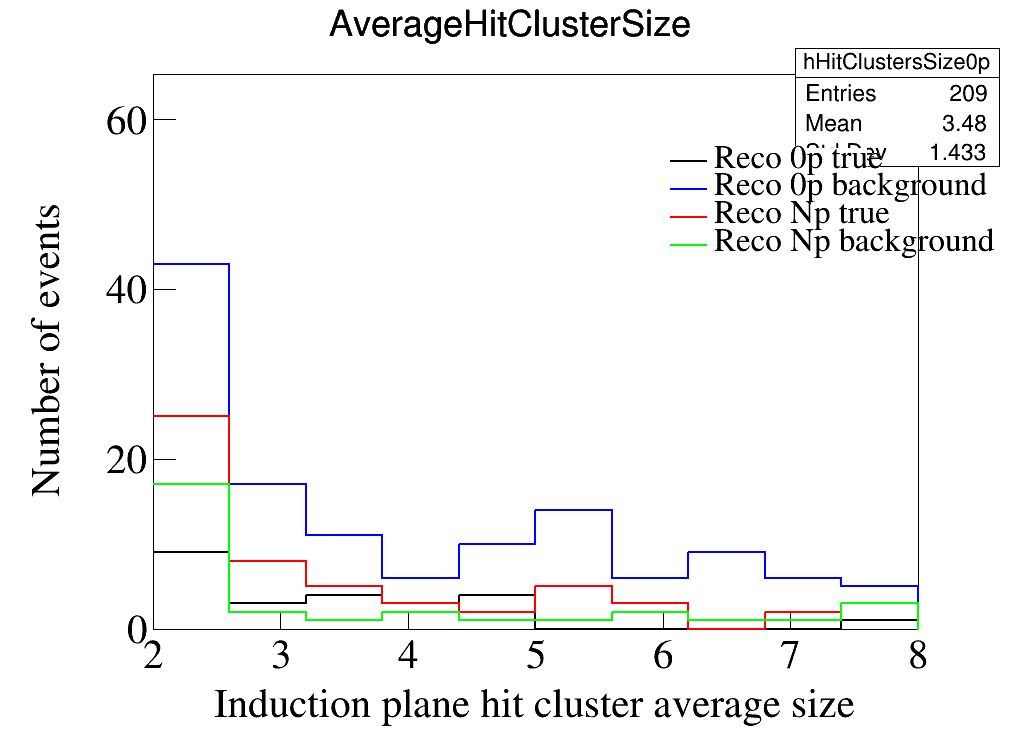 AverageHitClusterSize
hHitClustersSize0p
Entries 209
Mean 3.48
Std Dev 1.433
Reco 0p true
Reco 0p background
Reco Np true
Reco Np background
Number of events
60
40
20
0
2 3 4 5 6 7 8
Induction plane hit cluster average size